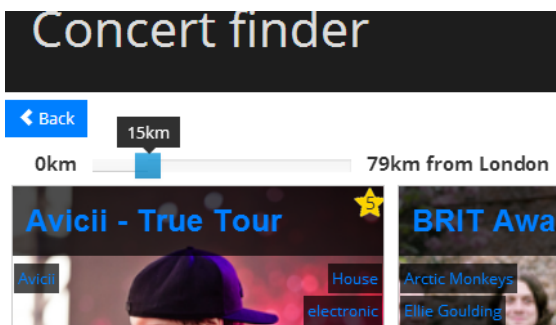 Concert finder
Back
15km
0km
79km from London
Avicii - True Tour
5
BRIT Awa
Avicii
House
electronic
Arctic Monkeys
Ellie Goulding